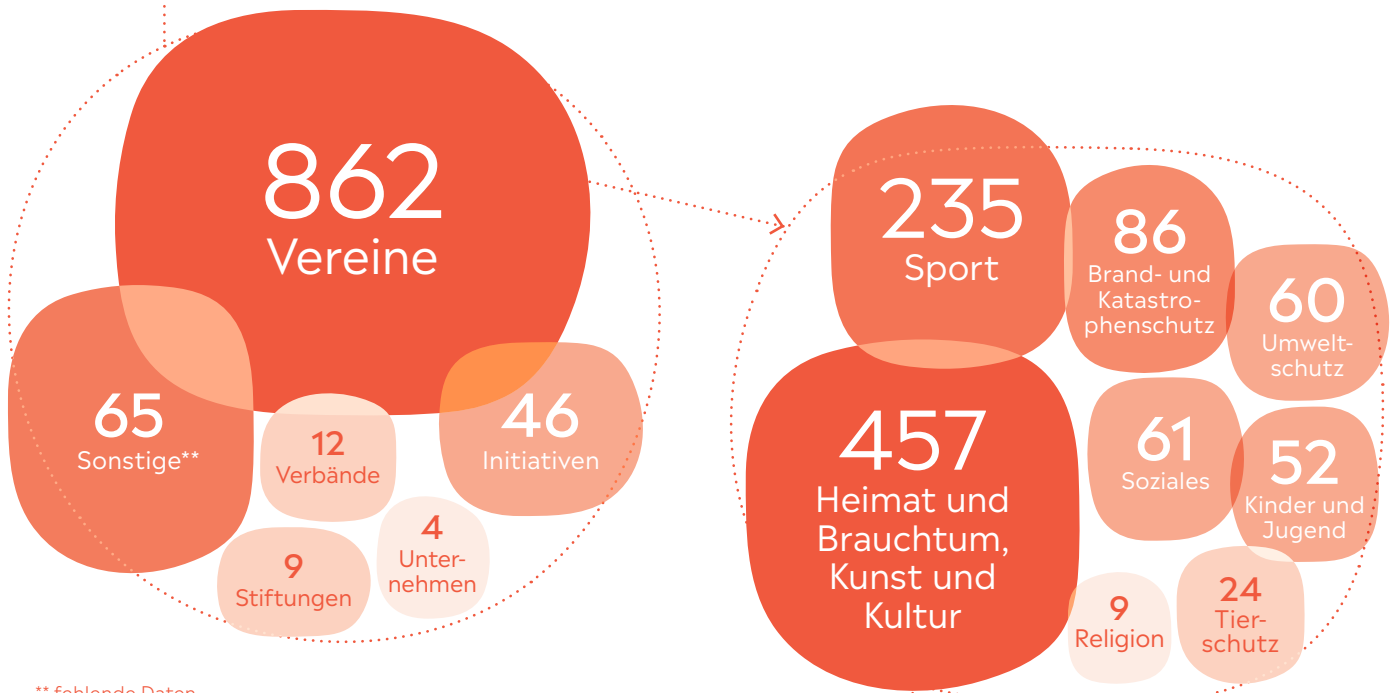 862
Vereine
65
Sonstige**
12
Verbände
46
Initiativen
9
Stiftungen
4
Unter-
nehmen
235
Sport
86
Brand- und
Katastro-
phenschutz
60
Umwelt-
schutz
457
Heimat und
Brauchtum,
Kunst und
Kultur
61
Soziales
52
Kinder und
Jugend
9
Religion
24
Tier-
schutz
** fehlende Daten